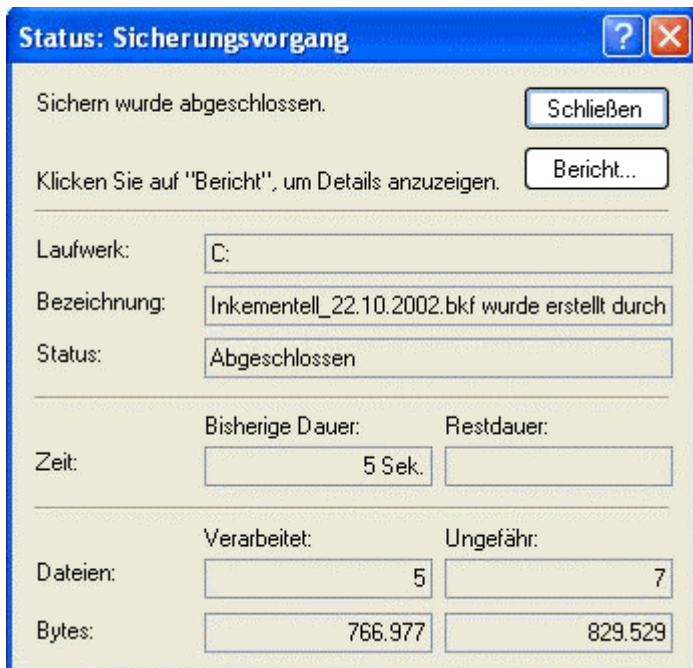 Status: Sicherungsvorgang
Sichern wurde abgeschlossen.
Schließen
Klicken Sie auf "Bericht", um Details anzuzeigen.
Bericht...
Laufwerk: C:
Bezeichnung: Inkementell_22.10.2002.bkf wurde erstellt durch
Status: Abgeschlossen
Bisherige Dauer: Restdauer:
Zeit: 5 Sek.
Verarbeitet: Ungefähr:
Dateien: 5 7
Bytes: 766.977 829.529